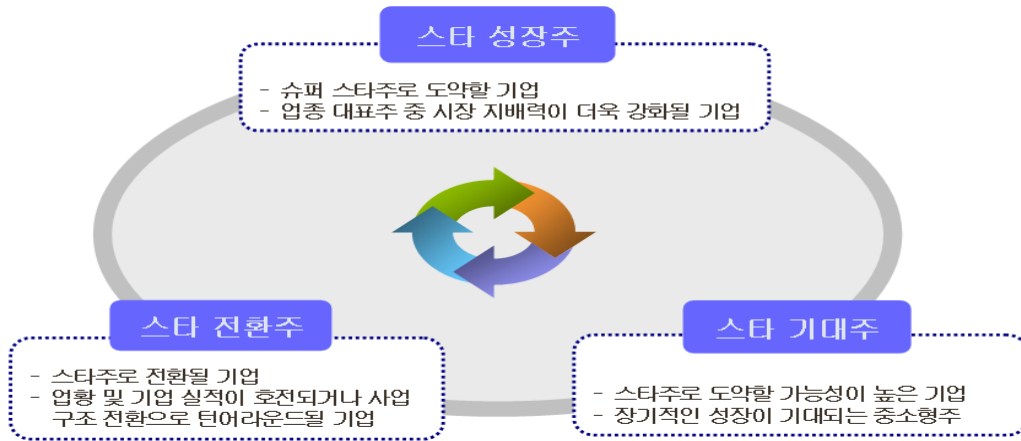 스타 성장주
- 슈퍼 스타주로 도약할 기업
- 업종 대표주 중 시장 지배력이 더욱 강화될 기업
스타 전환주
- 스타주로 전환될 기업
- 업황 및 기업 실적이 호전되거나 사업
구조 전환으로 턴어라운드될 기업
스타 기대주
- 스타주로 도약할 가능성이 높은 기업
- 장기적인 성장이 기대되는 중소형주